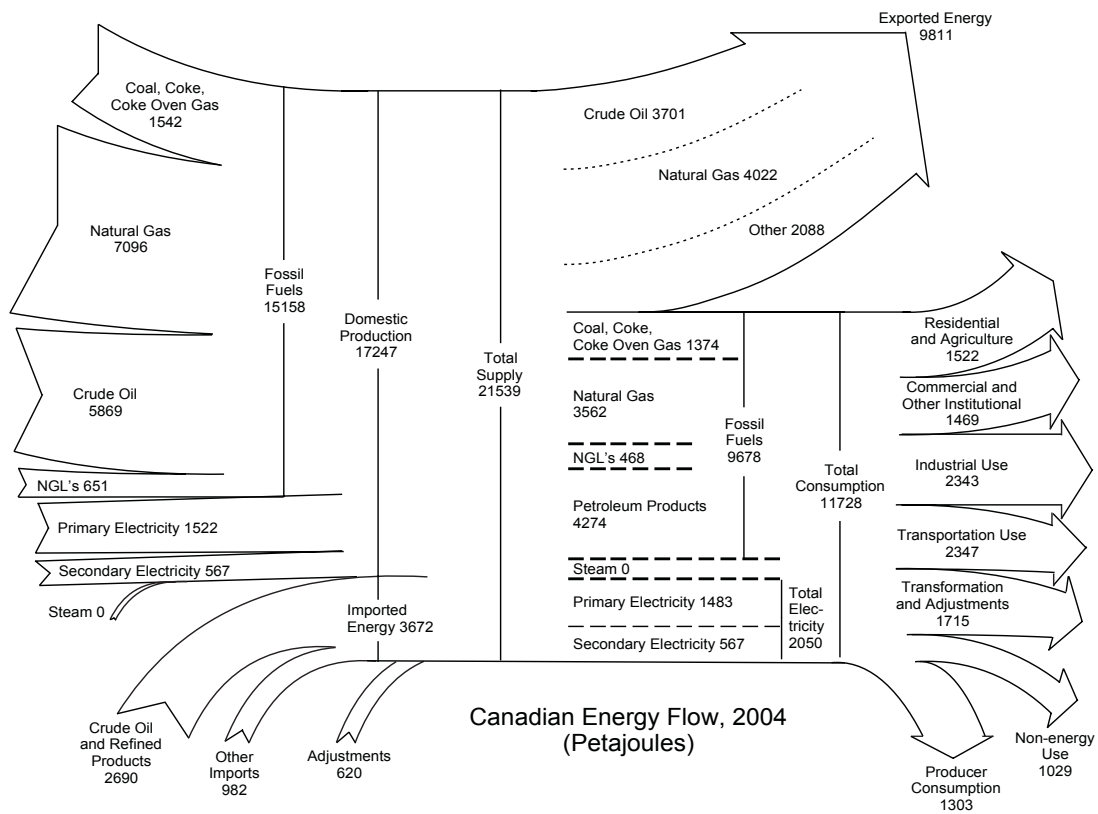 Exported Energy
9811
Coal, Coke,
Coke Oven Gas
1542
Crude Oil 3701
Natural Gas 4022
Natural Gas
7096
Other 2088
Fossil
Fuels
15158
Domestic
Production
17247
Total
Supply
21539
Coal, Coke,
Coke Oven Gas 1374
Residential
and Agriculture
1522
Crude Oil
5869
Natural Gas
3562
Commercial and
Other Institutional
1469
Fossil
Fuels
9678
NGL's 468
Total
Consumption
11728
Industrial Use
2343
NGL's 651
Petroleum Products
4274
Primary Electricity 1522
Transportation Use
2347
Secondary Electricity 567
Steam 0
Steam 0
Transformation
and Adjustments
1715
Imported
Energy 3672
Primary Electricity 1483
Total
Elec-
tricity
2050
Secondary Electricity 567
Canadian Energy Flow, 2004
(Petajoules)
Crude Oil
and Refined
Products
2690
Other
Imports
982
Adjustments
620
Non-energy
Use
1029
Producer
Consumption
1303